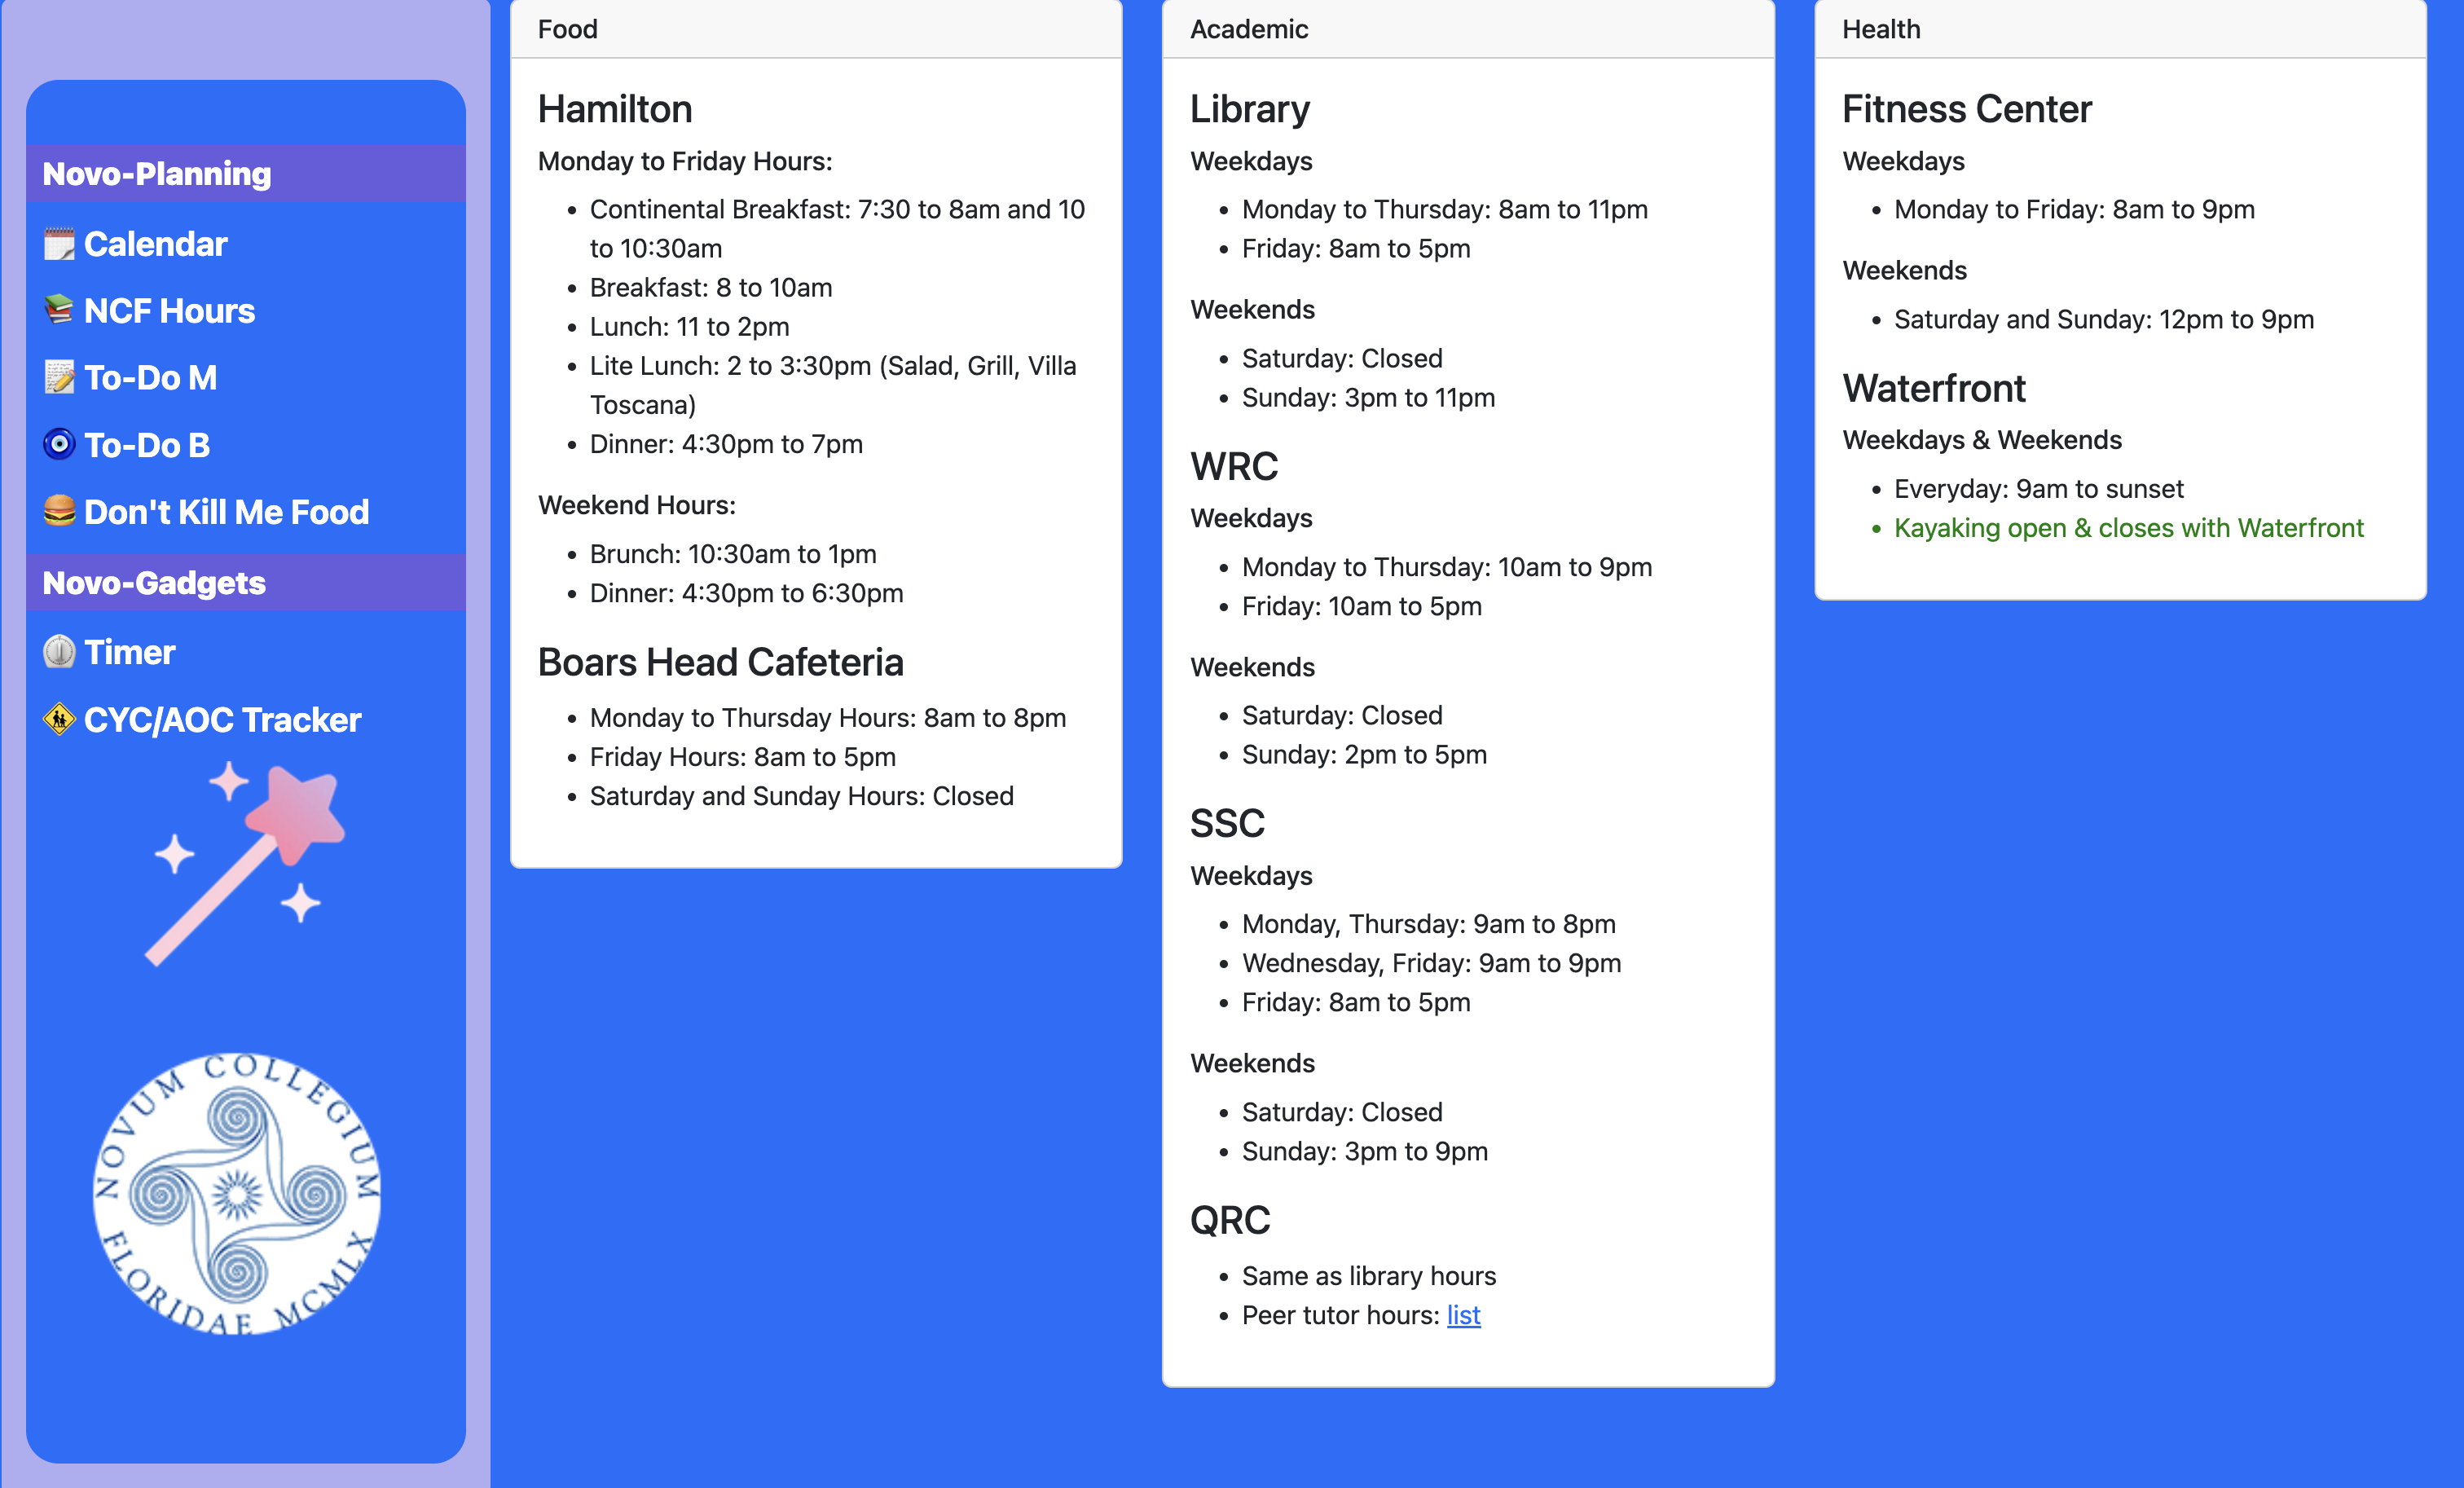 Novo-Planning
Calendar
NCF Hours
To-Do M
To-Do B
Don't Kill Me Food
Novo-Gadgets
Timer
CYC/AOC Tracker
NOVUM COLLEGIUM
FLORIDAE MCMLX
Food
Hamilton
Monday to Friday Hours:
• Continental Breakfast: 7:30 to 8am and 10
to 10:30am
• Breakfast: 8 to 10am
• Lunch: 11 to 2pm
• Lite Lunch: 2 to 3:30pm (Salad, Grill, Villa
Toscana)
• Dinner: 4:30pm to 7pm
Weekend Hours:
• Brunch: 10:30am to 1pm
• Dinner: 4:30pm to 6:30pm
Boars Head Cafeteria
• Monday to Thursday Hours: 8am to 8pm
• Friday Hours: 8am to 5pm
• Saturday and Sunday Hours: Closed
Academic
Library
Weekdays
• Monday to Thursday: 8am to 11pm
• Friday: 8am to 5pm
Weekends
• Saturday: Closed
• Sunday: 3pm to 11pm
WRC
Weekdays
• Monday to Thursday: 10am to 9pm
• Friday: 10am to 5pm
Weekends
• Saturday: Closed
• Sunday: 2pm to 5pm
SSC
Weekdays
• Monday, Thursday: 9am to 8pm
• Wednesday, Friday: 9am to 9pm
• Friday: 8am to 5pm
Weekends
• Saturday: Closed
• Sunday: 3pm to 9pm
QRC
• Same as library hours
• Peer tutor hours: list
Health
Fitness Center
Weekdays
• Monday to Friday: 8am to 9pm
Weekends
• Saturday and Sunday: 12pm to 9pm
Waterfront
Weekdays & Weekends
• Everyday: 9am to sunset
• Kayaking open & closes with Waterfront